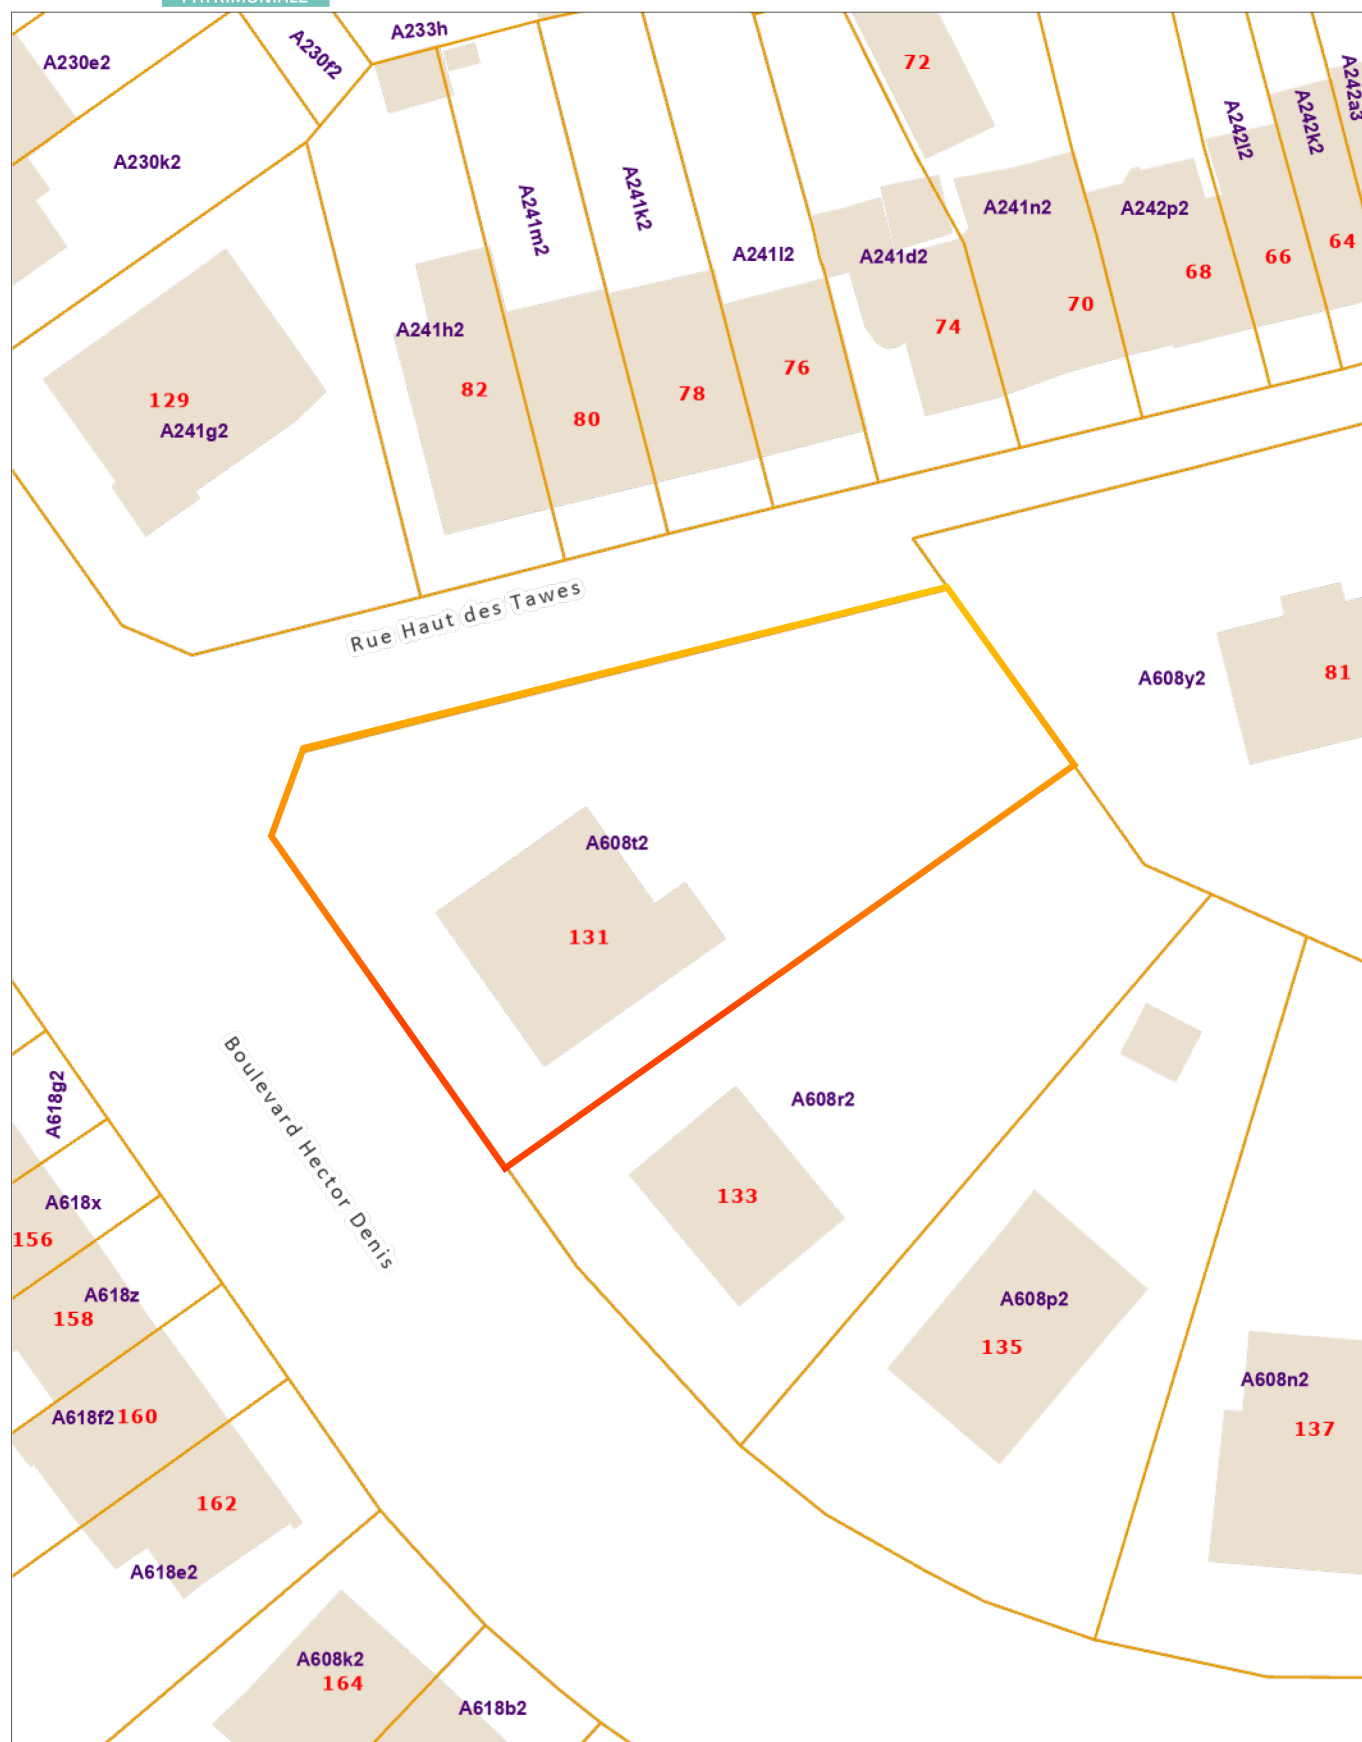 PATRIMONIALE
A233h
A230f2
A230e2
72
A242a3
A242k2
A242l2
A230k2
A241m2
A241k2
A241n2
A242p2
A241l2
A241d2
64
66
68
70
74
A241h2
76
82
78
80
129
A241g2
Rue Haut des Tawes
A608y2
81
A608t2
131
Boulevard Hector Denis
A618g2
A608r2
133
A618x
156
A618z
158
A608p2
135
A608n2
137
A618f2 160
162
A618e2
A608k2
164
A618b2